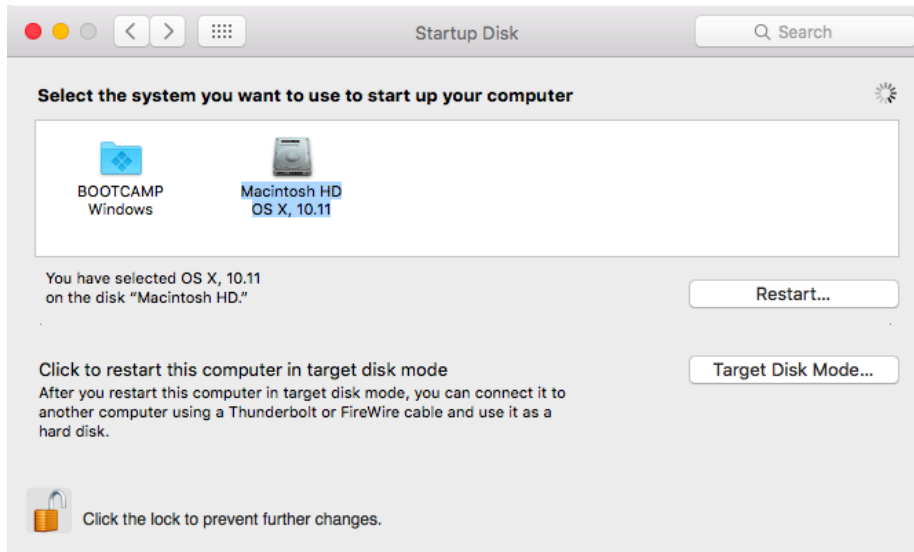 Startup Disk
Search
Select the system you want to use to start up your computer
BOOTCAMP
Windows
Macintosh HD
OS X, 10.11
You have selected OS X, 10.11
on the disk “Macintosh HD.”
Restart...
Click to restart this computer in target disk mode
Target Disk Mode...
After you restart this computer in target disk mode, you can connect it to
another computer using a Thunderbolt or FireWire cable and use it as a
hard disk.
Click the lock to prevent further changes.